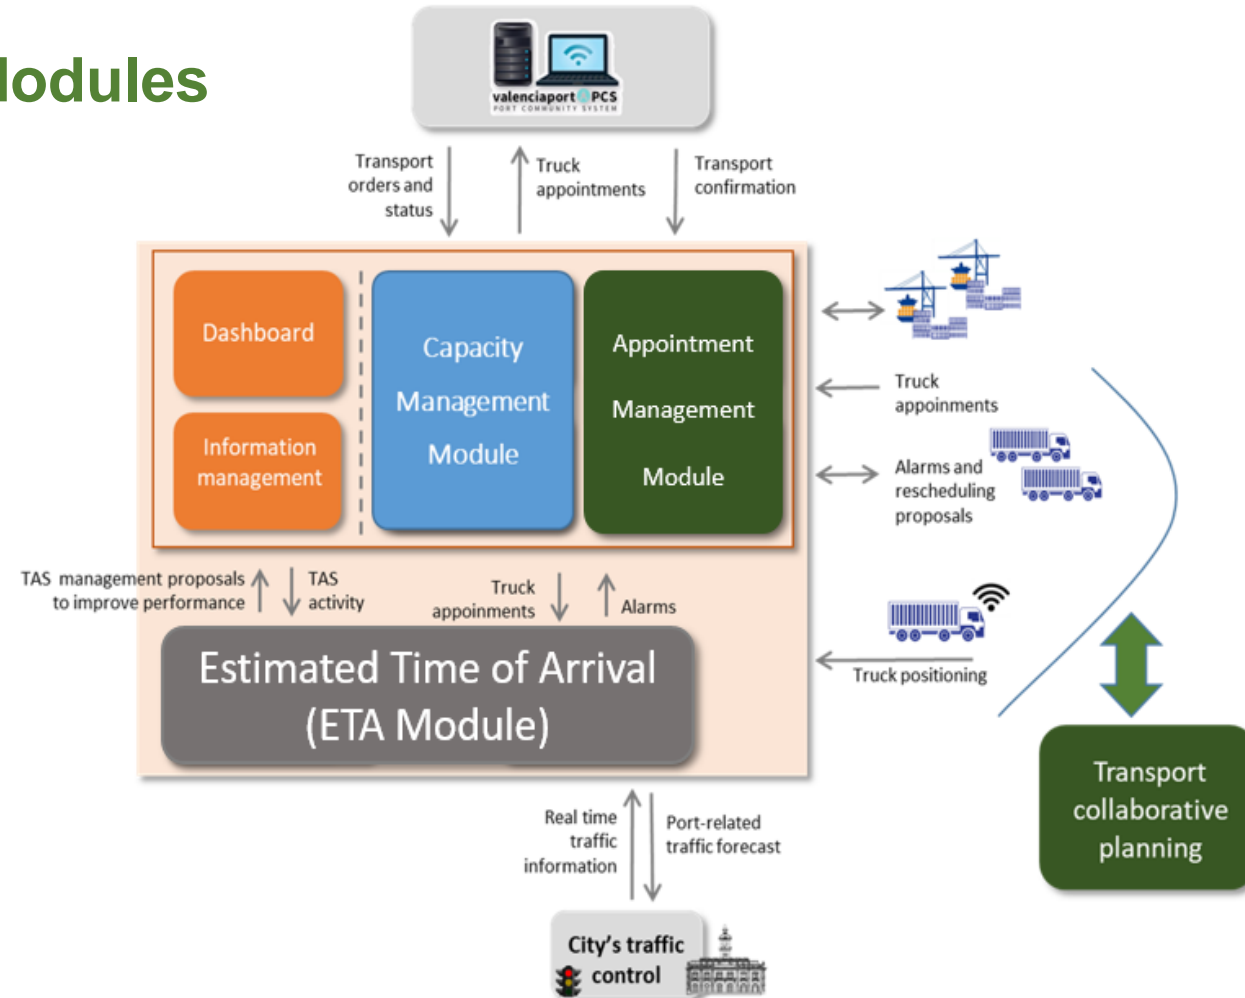 lodules
valenciaport PCS
PORT COMMUNITY SYSTEM
Transport
orders and
status
Truck
appointments
Transport
confirmation
Dashboard
Information
management
Capacity
Management
Module
Appointment
Management
Module
Truck
appoinments
Alarms and
rescheduling
proposals
TAS management proposals
to improve performance
TAS
activity
Truck
appoinments
Alarms
Truck positioning
Estimated Time of Arrival
(ETA Module)
Transport
collaborative
planning
Real time
traffic
information
Port-related
traffic forecast
City's traffic
control